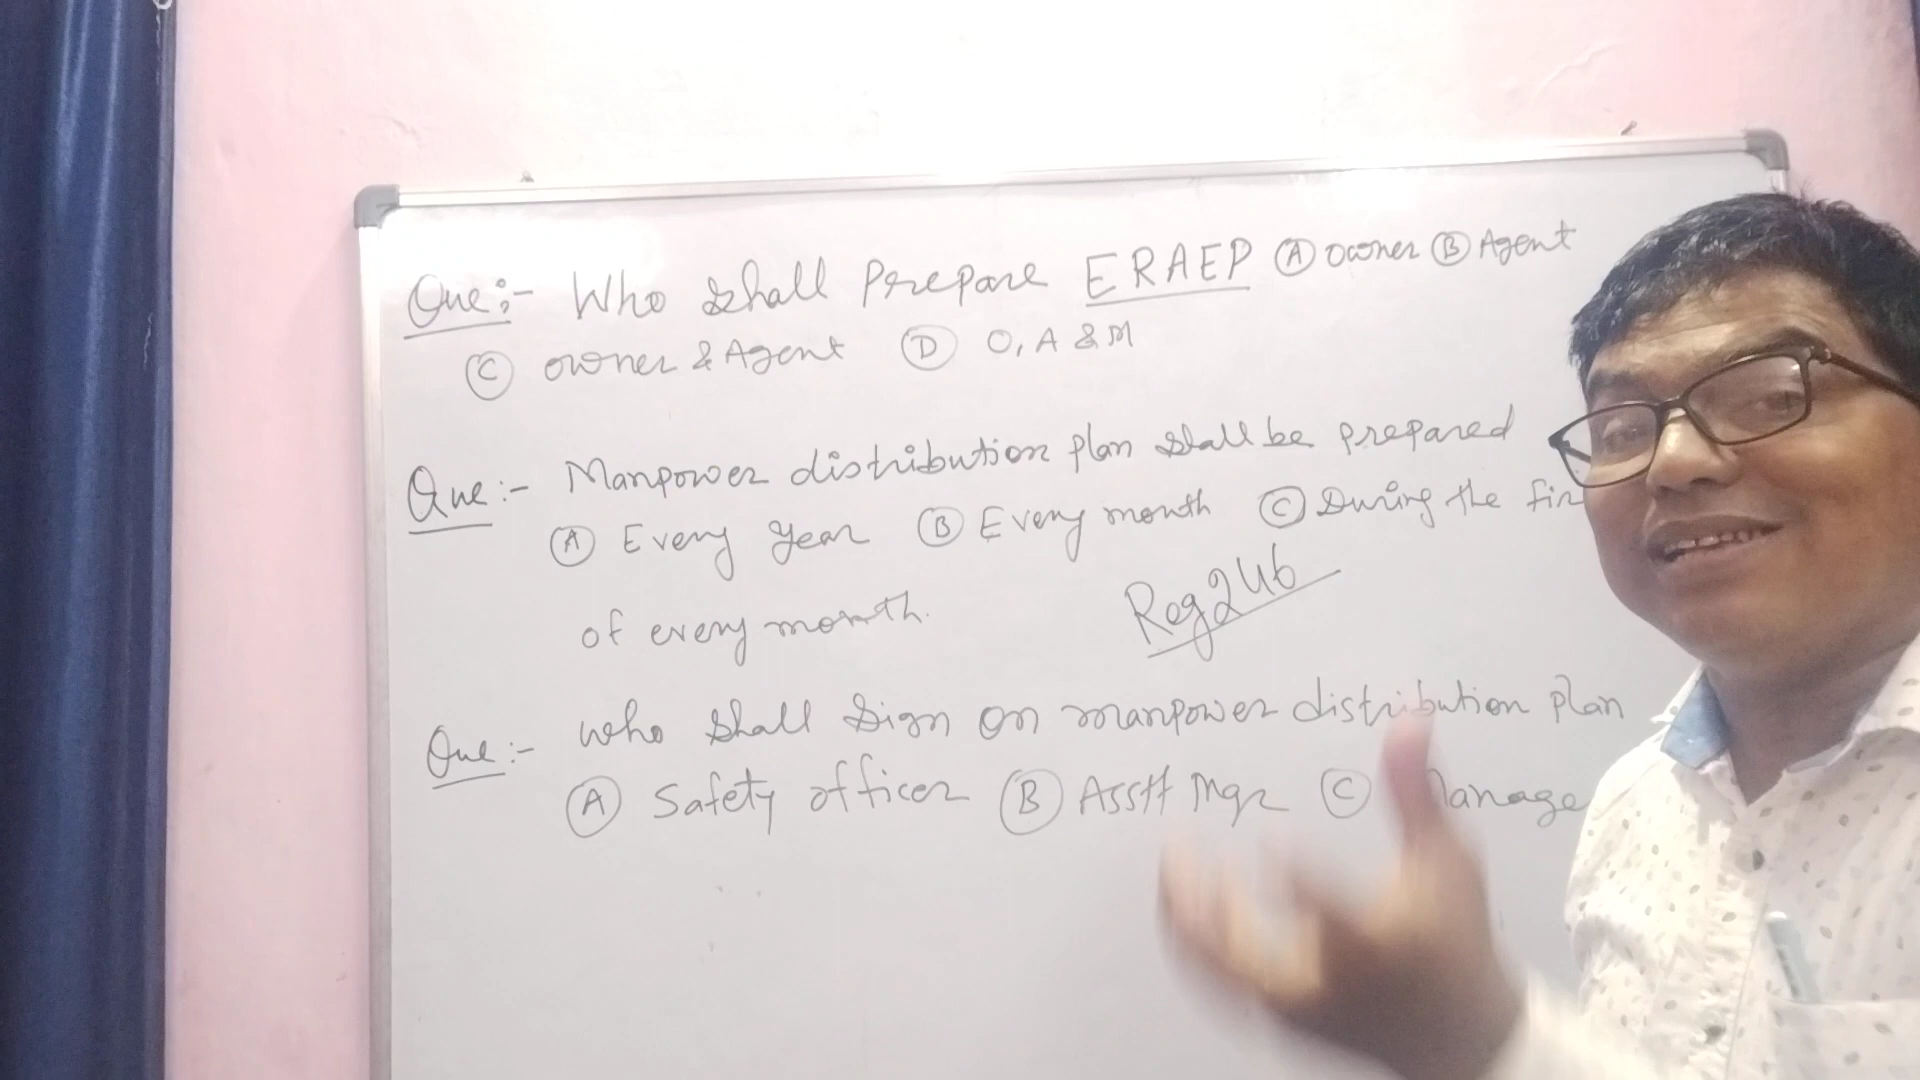 Que:- Who shall Prepare ERAEP Ⓐ owner Ⓑ Agent
Ⓒ owner & Agent Ⓓ O, A & M
Que:- Manpower distribution plan shall be prepared
Ⓐ Every year Ⓑ Every month Ⓒ During the
of every month.
Reg 246
Que:- who shall Sign on manpower distribution plan
Ⓐ Safety officer Ⓑ Asstt Mgr Ⓒ